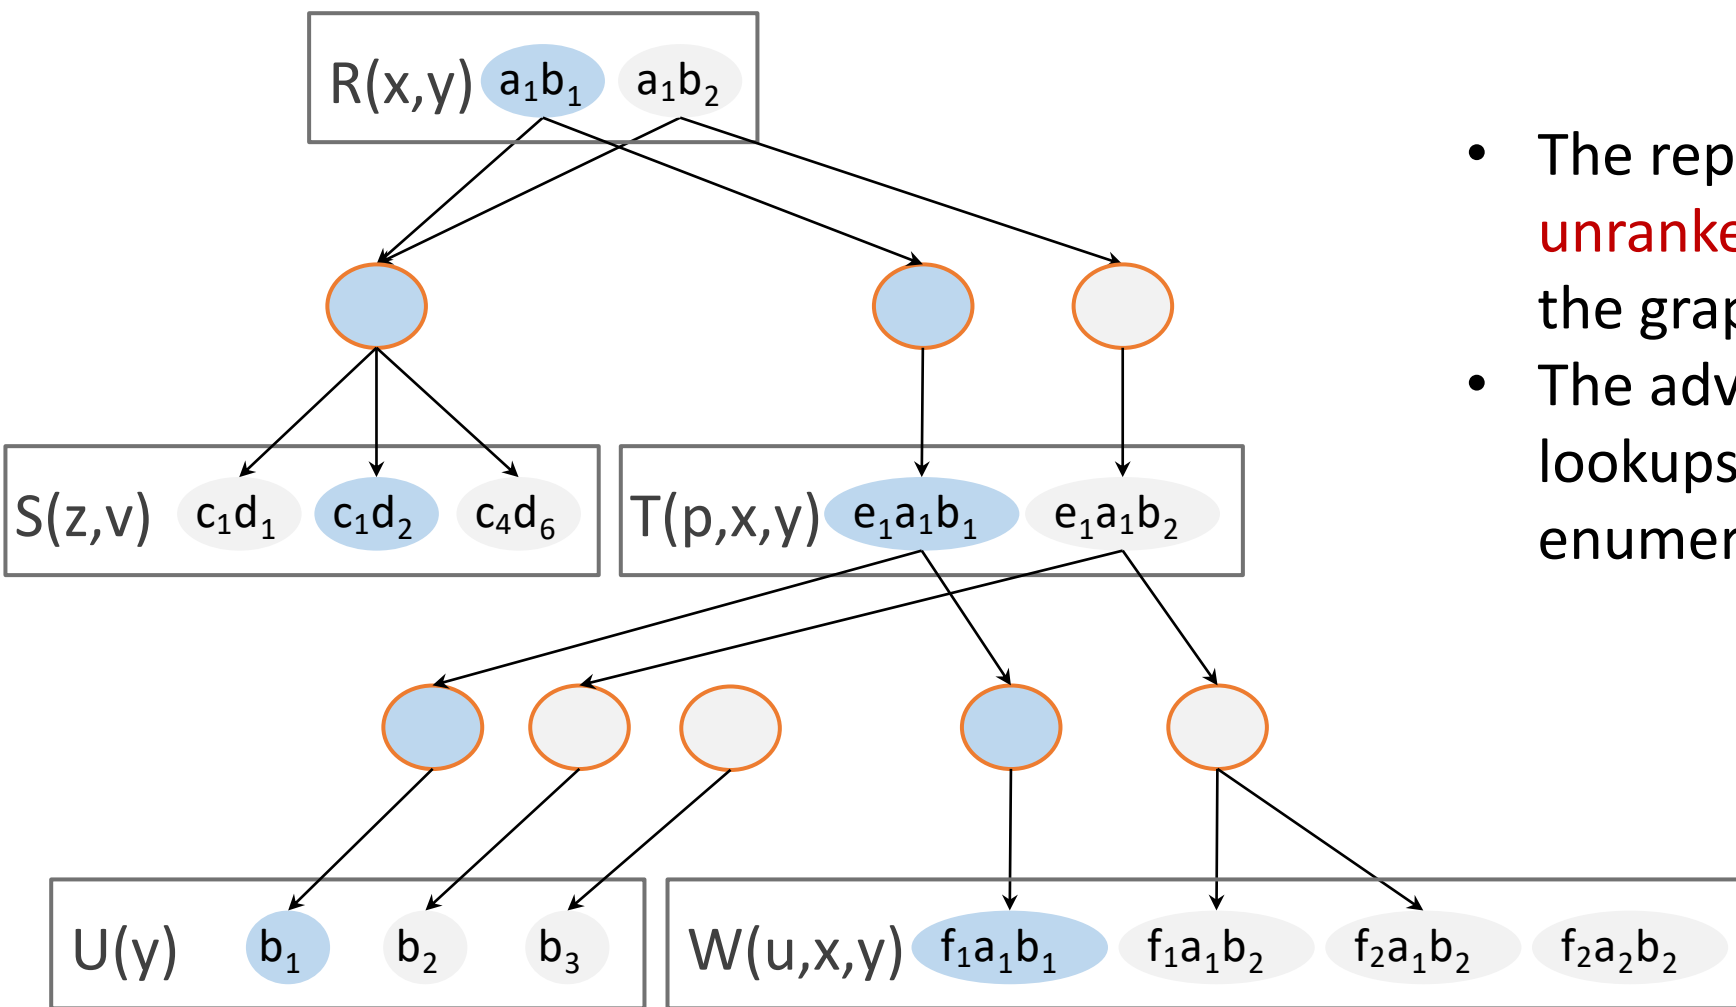 R(x,y) a₁b₁ a₁b₂
• The rep
unranke
the grap
• The adv
lookups
enumer
S(z,v) c₁d₁ c₁d₂ c₄d₆
T(p,x,y) e₁a₁b₁ e₁a₁b₂
U(y) b₁ b₂ b₃
W(u,x,y) f₁a₁b₁ f₁a₁b₂ f₂a₁b₂ f₂a₂b₂